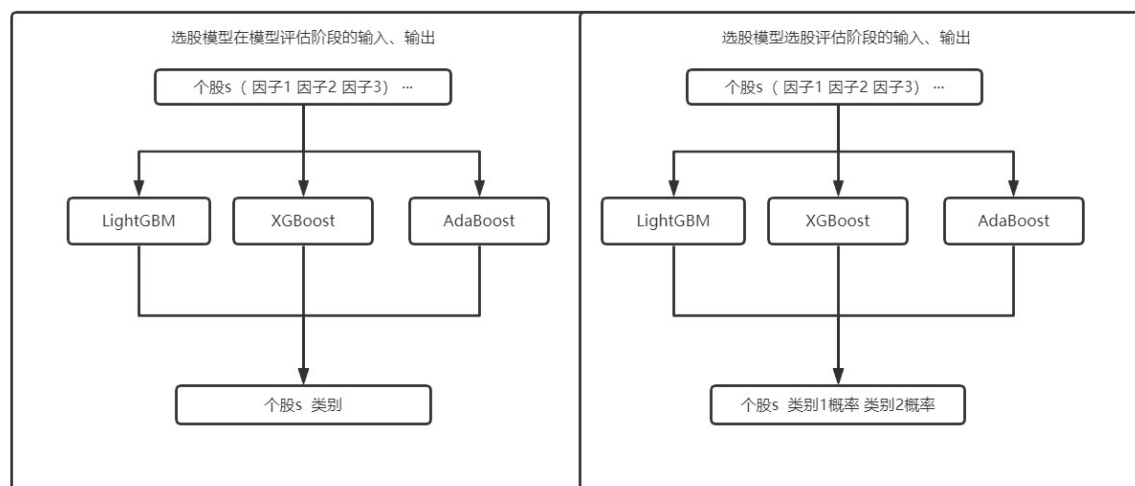 选股模型在模型评估阶段的输入、输出
个股s（ 因子1 因子2 因子3） ···
LightGBM
XGBoost
AdaBoost
个股s 类别
选股模型选股评估阶段的输入、输出
个股s（ 因子1 因子2 因子3） ···
LightGBM
XGBoost
AdaBoost
个股s 类别1概率 类别2概率